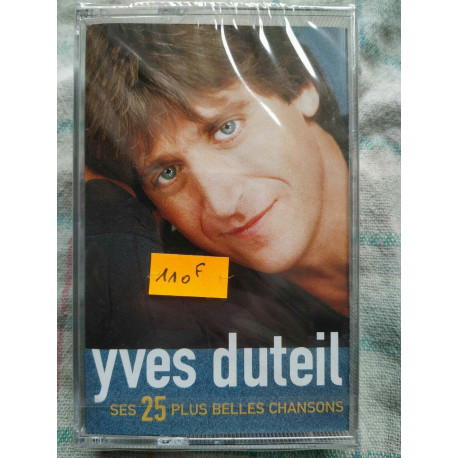 110F
yves duteil
SES 25 PLUS BELLES CHANSONS